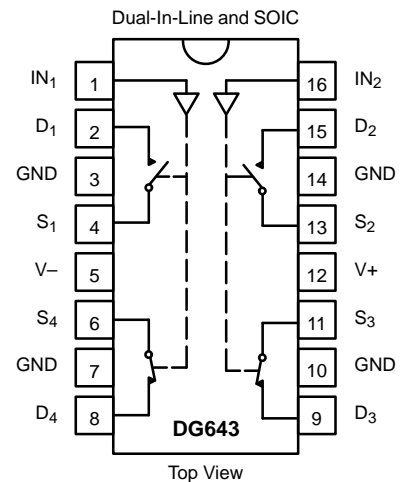 Dual-In-Line and SOIC
IN1 1 16 IN2
D1 2 15 D2
GND 3 14 GND
S1 4 13 S2
V– 5 12 V+
S4 6 11 S3
GND 7 10 GND
D4 8 9 D3
DG643
Top View